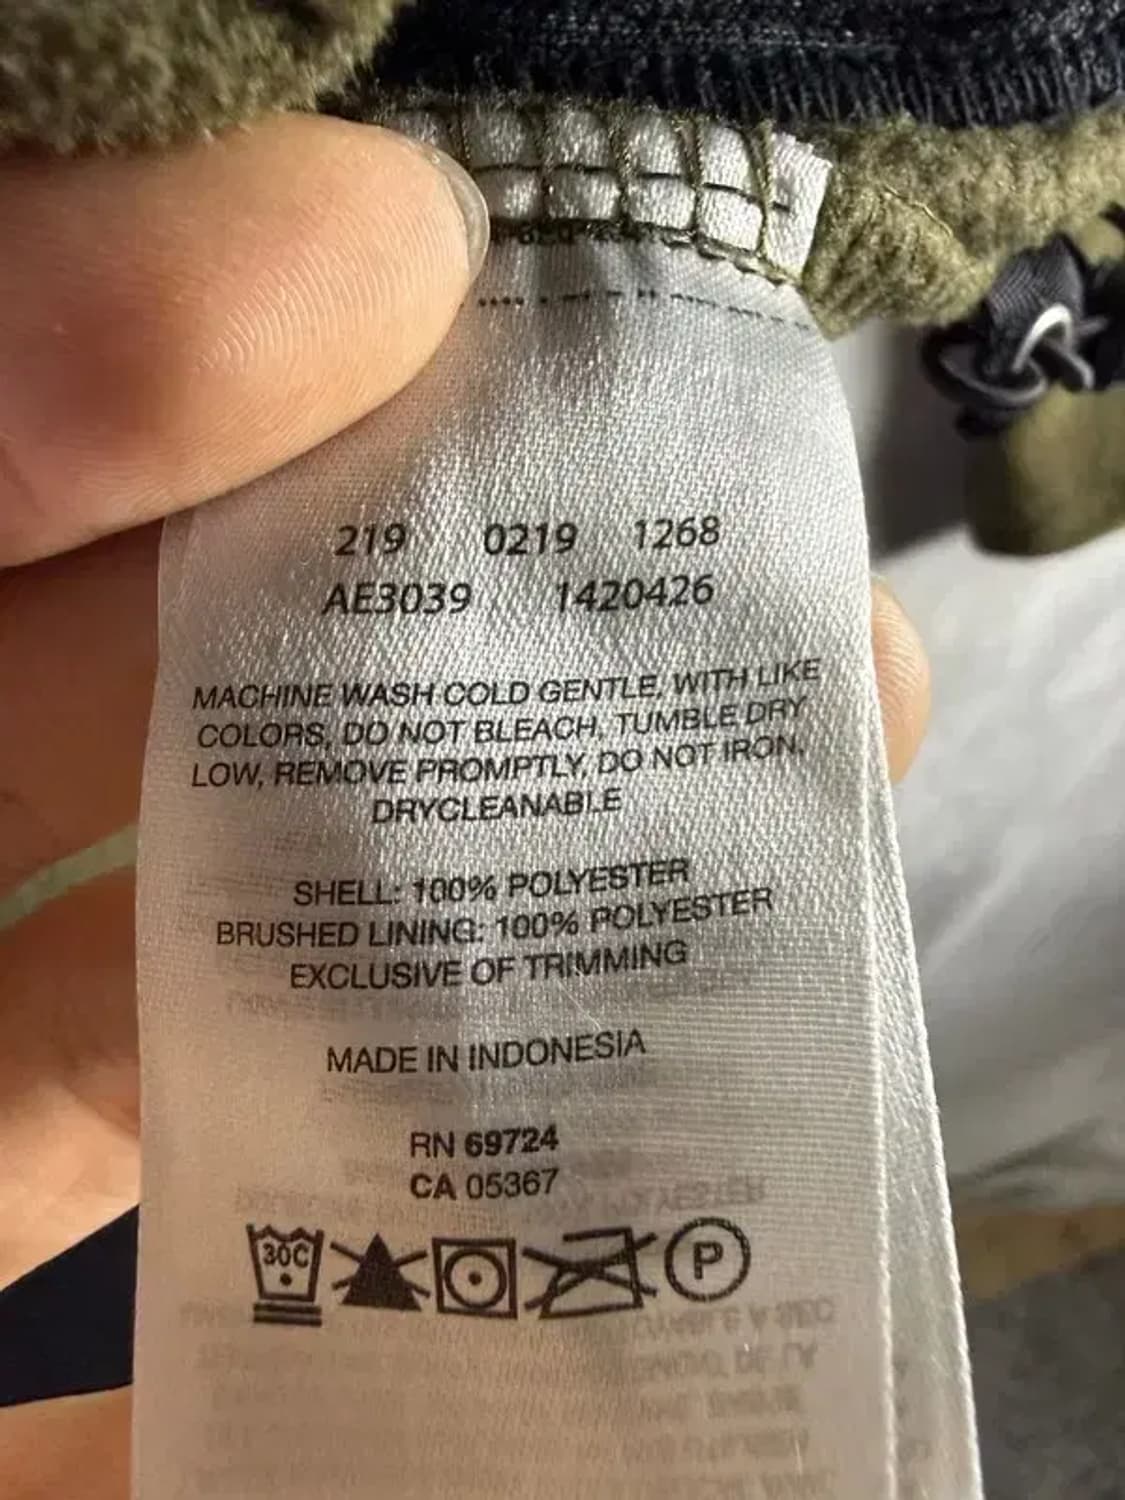 219 0219 1268
AE3039 1420426
MACHINE WASH COLD GENTLE, WITH LIKE
COLORS, DO NOT BLEACH, TUMBLE DRY
LOW, REMOVE PROMPTLY, DO NOT IRON,
DRYCLEANABLE
SHELL: 100% POLYESTER
BRUSHED LINING: 100% POLYESTER
EXCLUSIVE OF TRIMMING
MADE IN INDONESIA
RN 69724
CA 05367
30C P